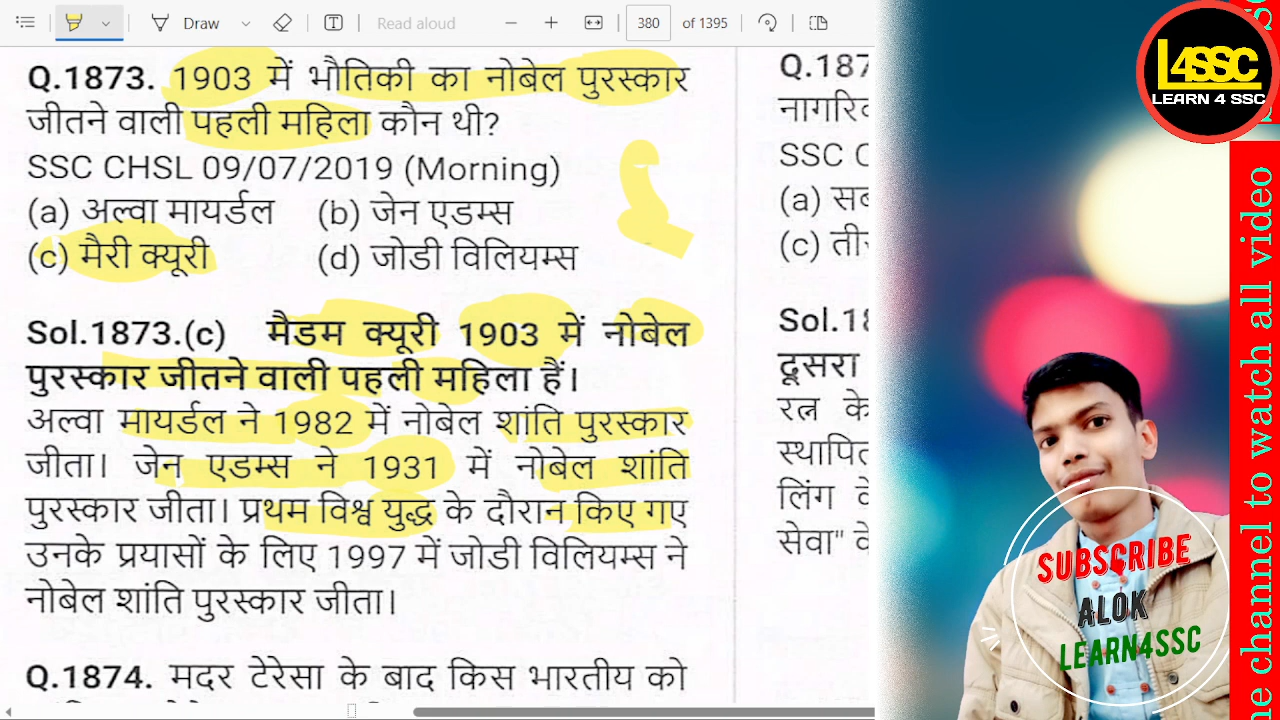 Draw
Read aloud
380 of 1395
Q.1873. 1903 में भौतिकी का नोबेल पुरस्कार
जीतने वाली पहली महिला कौन थी?
SSC CHSL 09/07/2019 (Morning)
(a) अल्वा मायर्डल (b) जेन एडम्स
(c) मैरी क्यूरी (d) जोडी विलियम्स
Sol.1873.(c) मैडम क्यूरी 1903 में नोबेल
पुरस्कार जीतने वाली पहली महिला हैं।
अल्वा मायर्डल ने 1982 में नोबेल शांति पुरस्कार
जीता। जेन एडम्स ने 1931 में नोबेल शांति
पुरस्कार जीता। प्रथम विश्व युद्ध के दौरान किए गए
उनके प्रयासों के लिए 1997 में जोडी विलियम्स ने
नोबेल शांति पुरस्कार जीता।
Q.1874. मदर टेरेसा के बाद किस भारतीय को
Q.187
नागरिक
SSC C
(a) सब
(c) ती
Sol.18
दूसरा
रत्न के
स्थापित
लिंग के
सेवा" के
L4SSC
LEARN 4 SSC
SUBSCRIBE
ALOK
LEARN4SSC
he channel to watch all video